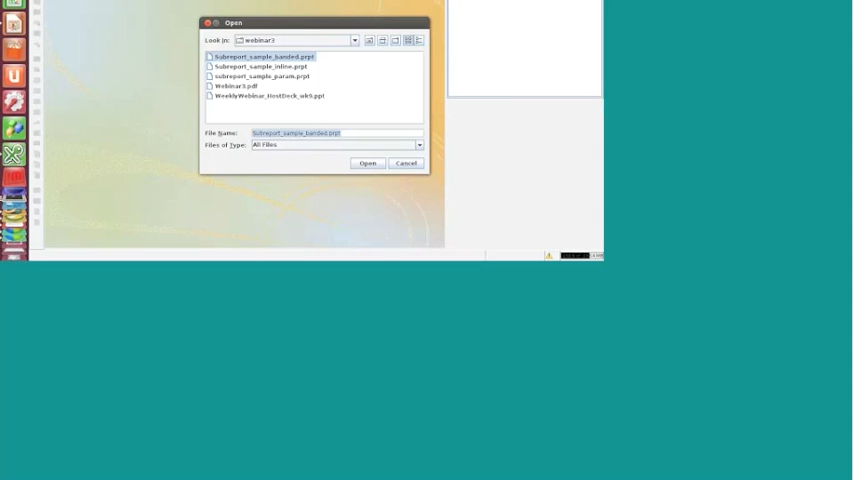 Open
Look In: webinar3
Subreport_sample_banded.prpt
Subreport_sample_inline.prpt
subreport_sample_param.prpt
Webinar3.pdf
WeeklyWebinar_HostDeck_wk3.ppt
File Name: Subreport_sample_banded.prpt
Files of Type: All Files
Open Cancel